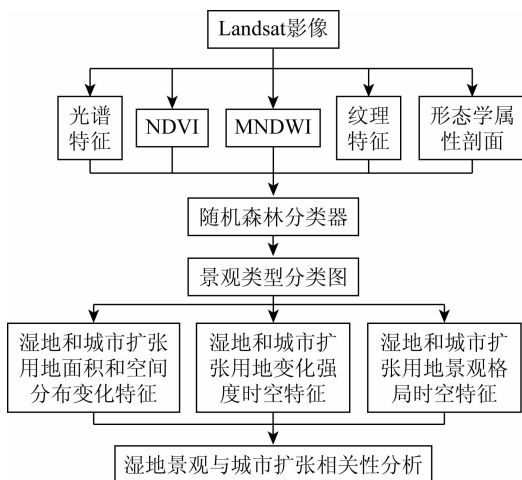 Landsat影像
光谱
特征
NDVI
MNDWI
纹理
特征
形态学属
性剖面
随机森林分类器
景观类型分类图
湿地和城市扩张
用地面积和空间
分布变化特征
湿地和城市扩
张用地变化强
度时空特征
湿地和城市扩
张用地景观格
局时空特征
湿地景观与城市扩张相关性分析